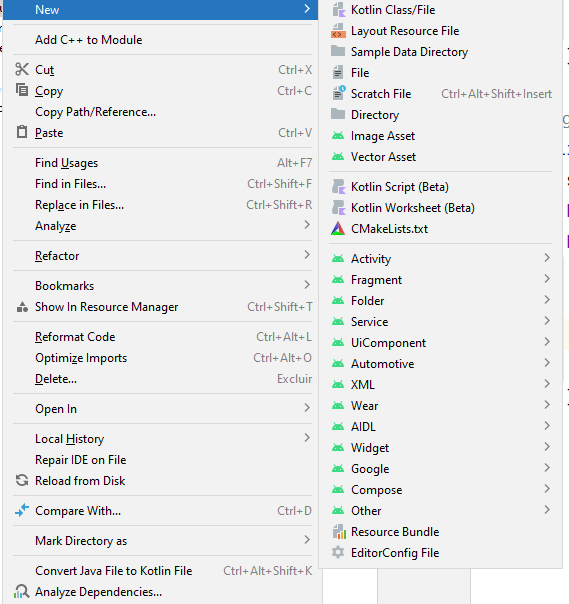 New
Add C++ to Module
Cut Ctrl+X
Copy Ctrl+C
Copy Path/Reference...
Paste Ctrl+V
Find Usages Alt+F7
Find in Files... Ctrl+Shift+F
Replace in Files... Ctrl+Shift+R
Analyze
Refactor
Bookmarks
Show In Resource Manager Ctrl+Shift+T
Reformat Code Ctrl+Alt+L
Optimize Imports Ctrl+Alt+O
Delete... Excluir
Open In
Local History
Repair IDE on File
Reload from Disk
Compare With... Ctrl+D
Mark Directory as
Convert Java File to Kotlin File Ctrl+Alt+Shift+K
Analyze Dependencies...
Kotlin Class/File
Layout Resource File
Sample Data Directory
File
Scratch File Ctrl+Alt+Shift+Insert
Directory
Image Asset
Vector Asset
Kotlin Script (Beta)
Kotlin Worksheet (Beta)
CMakeLists.txt
Activity
Fragment
Folder
Service
UiComponent
Automotive
XML
Wear
AIDL
Widget
Google
Compose
Other
Resource Bundle
EditorConfig File